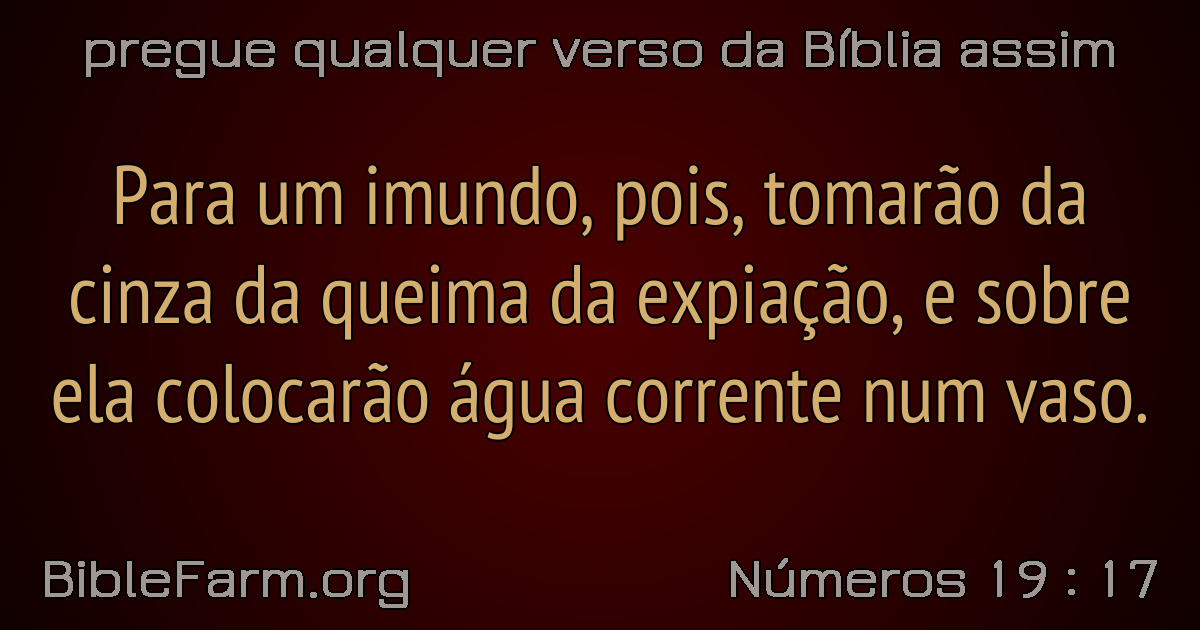 pregue qualquer verso da Bíblia assim
Para um imundo, pois, tomarão da
cinza da queima da expiação, e sobre
ela colocarão água corrente num vaso.
BibleFarm.org
Números 19 : 17